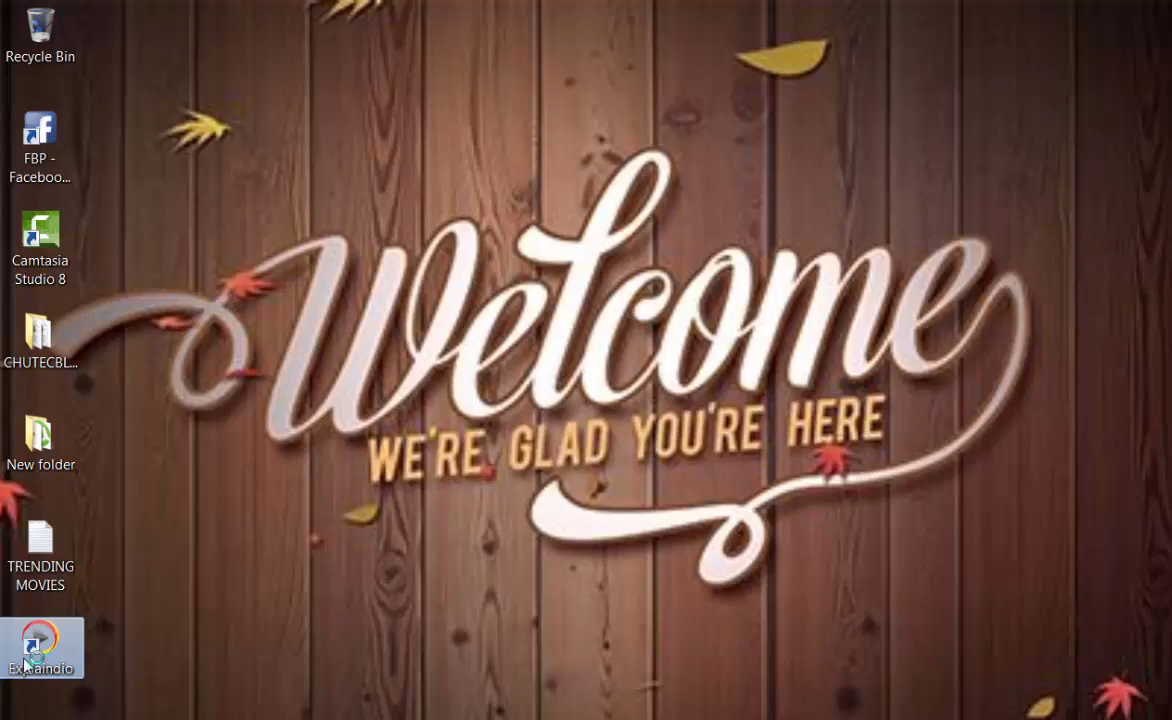 Recycle Bin
FBP -
Faceboo...
Camtasia
Studio 8
CHUTECBL...
New folder
TRENDING
MOVIES
Explaindio
Welcome
WE'RE GLAD YOU'RE HERE